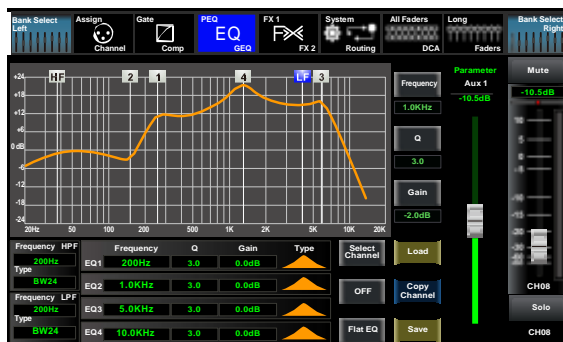 Bank Select Left
Assign Channel
Gate Comp
PEQ EQ GEQ
FX 1 FX 2
System Routing
All Faders DCA
Long Faders
Bank Select Right
+24 HF 2 1 4 LF 3
+12
+6
0 dB
-6
-12
-18
-24
20Hz 50 100 200 500 1K 2K 5K 10K 20K
Frequency
1.0KHz
Q
3.0
Gain
-2.0dB
Parameter
Aux 1
-10.5dB
Mute
-10.5dB
Frequency HPF
200Hz
Type
BW24
Frequency LPF
200Hz
Type
BW24
Frequency Q Gain Type
EQ1 200Hz 3.0 0.0dB
EQ2 1.0KHz 3.0 0.0dB
EQ3 5.0KHz 3.0 0.0dB
EQ4 10.0KHz 3.0 0.0dB
Select Channel
OFF
Flat EQ
Load
Copy Channel
Save
CH08
Solo
CH08